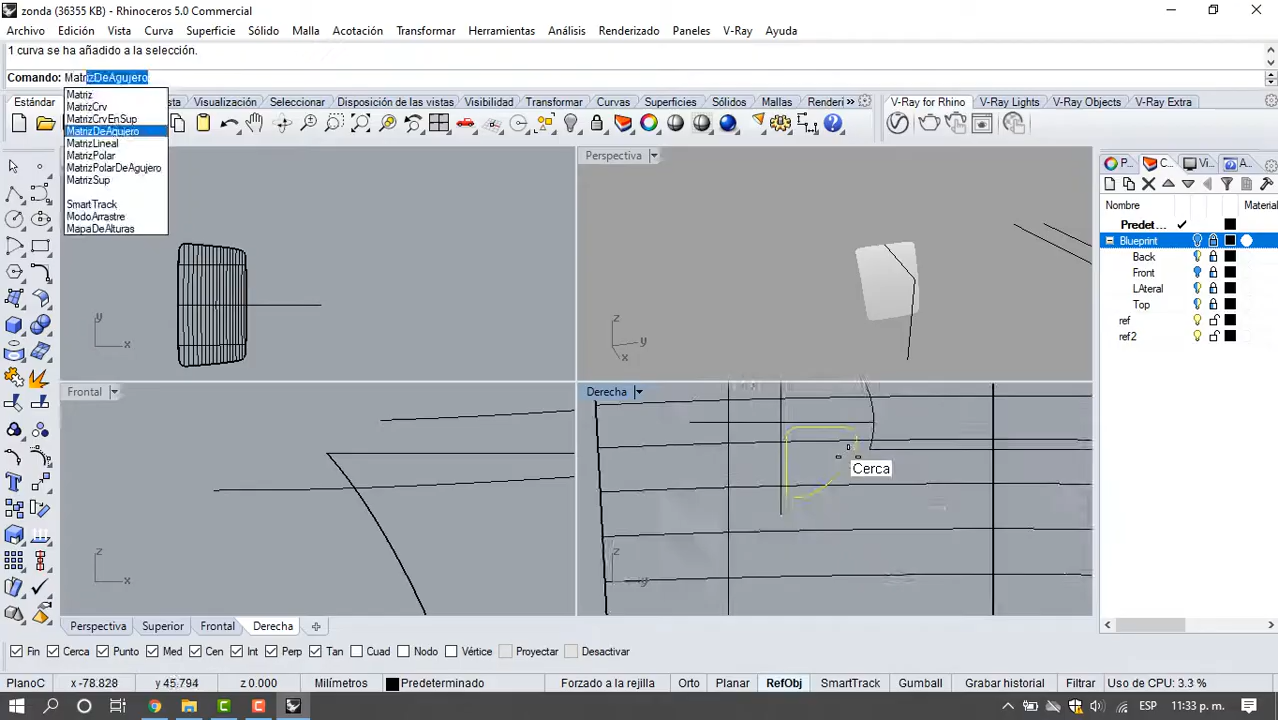 zonda (36355 KB) - Rhinoceros 5.0 Commercial
Archivo Edición Vista Curva Superficie Sólido Malla Acotación Transformar Herramientas Análisis Renderizado Paneles V-Ray Ayuda
1 curva se ha añadido a la selección.
Comando: MatrizDeAgujero
Matriz
MatrizCrv
MatrizCrvEnSup
MatrizDeAgujero
MatrizLineal
MatrizPolar
MatrizPolarDeAgujero
MatrizSup
SmartTrack
ModoArrastre
MapaDeAlturas
Estándar sta Visualización Seleccionar Disposición de las vistas Visibilidad Transformar Curvas Superficies Sólidos Mallas Renderi »
V-Ray for Rhino V-Ray Lights V-Ray Objects V-Ray Extra
Perspectiva
P... C... Vi... A...
Nombre Material
Predet...
Blueprint
Back
Front
LAteral
Top
ref
ref2
y
x
z
y
x
Frontal
Derecha
Cerca
z
x
z
y
Perspectiva Superior Frontal Derecha
Fin Cerca Punto Med Cen Int Perp Tan Cuad Nodo Vértice Proyectar Desactivar
PlanoC x -78.828 y 45.794 z 0.000 Milímetros Predeterminado Forzado a la rejilla Orto Planar RefObj SmartTrack Gumball Grabar historial Filtrar Uso de CPU: 3.3 %
ESP 11:33 p. m.